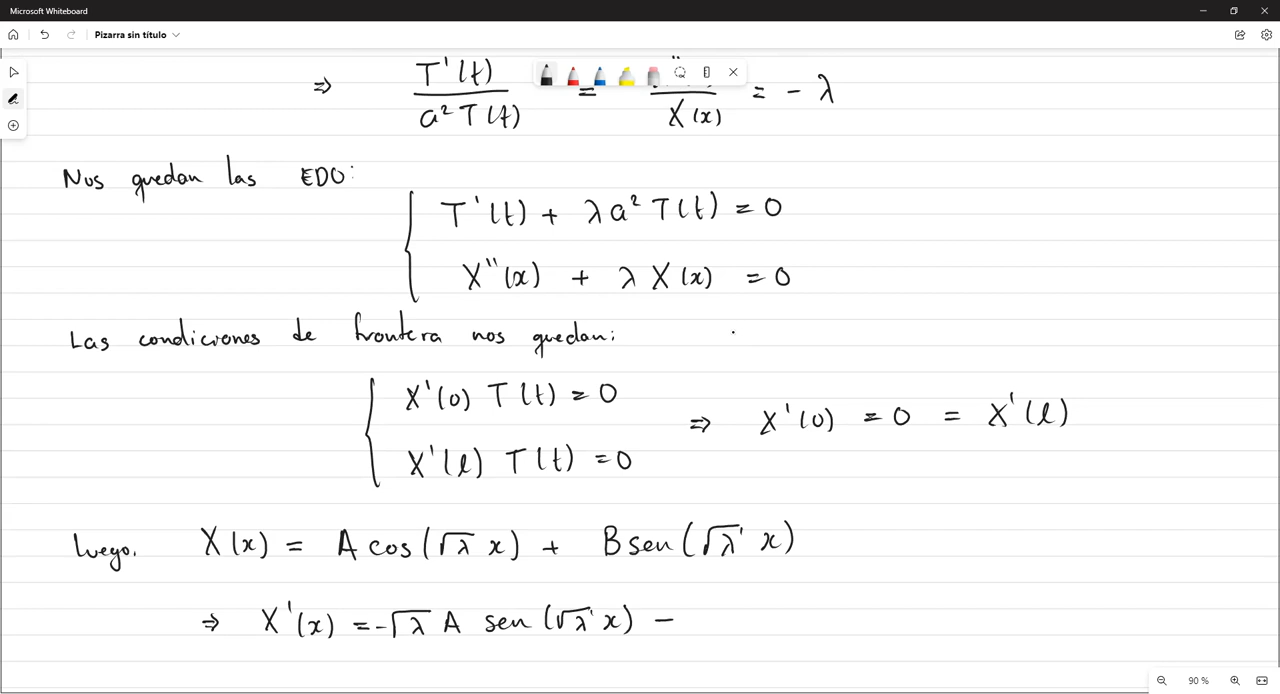 Microsoft Whiteboard
Pizarra sin título
⇒ T'(t) / a² T(t) = / X(x) = - λ
Nos quedan las EDO:
T'(t) + λ a² T(t) = 0
X''(x) + λ X(x) = 0
Las condiciones de frontera nos quedan:
X'(0) T(t) = 0
X'(l) T(t) = 0
⇒ X'(0) = 0 = X'(l)
Luego, X(x) = A cos(√λ x) + B sen(√λ x)
⇒ X'(x) = -√λ A sen(√λ x) -
90 %